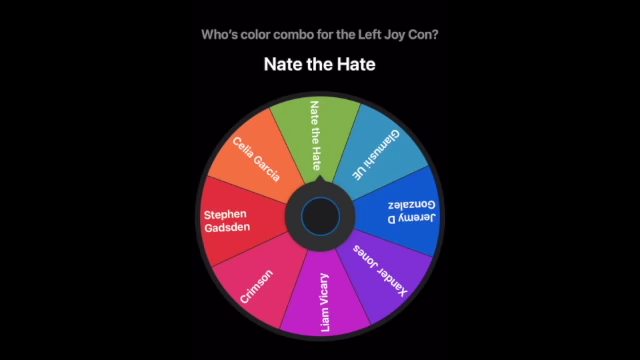 Who's color combo for the Left Joy Con?
Nate the Hate
Nate the Hate
Glamushi UE
Jeremy D
Gonzalez
Xander Jones
Liam Vicary
Crimson
Stephen
Gadsden
Celia Garcia